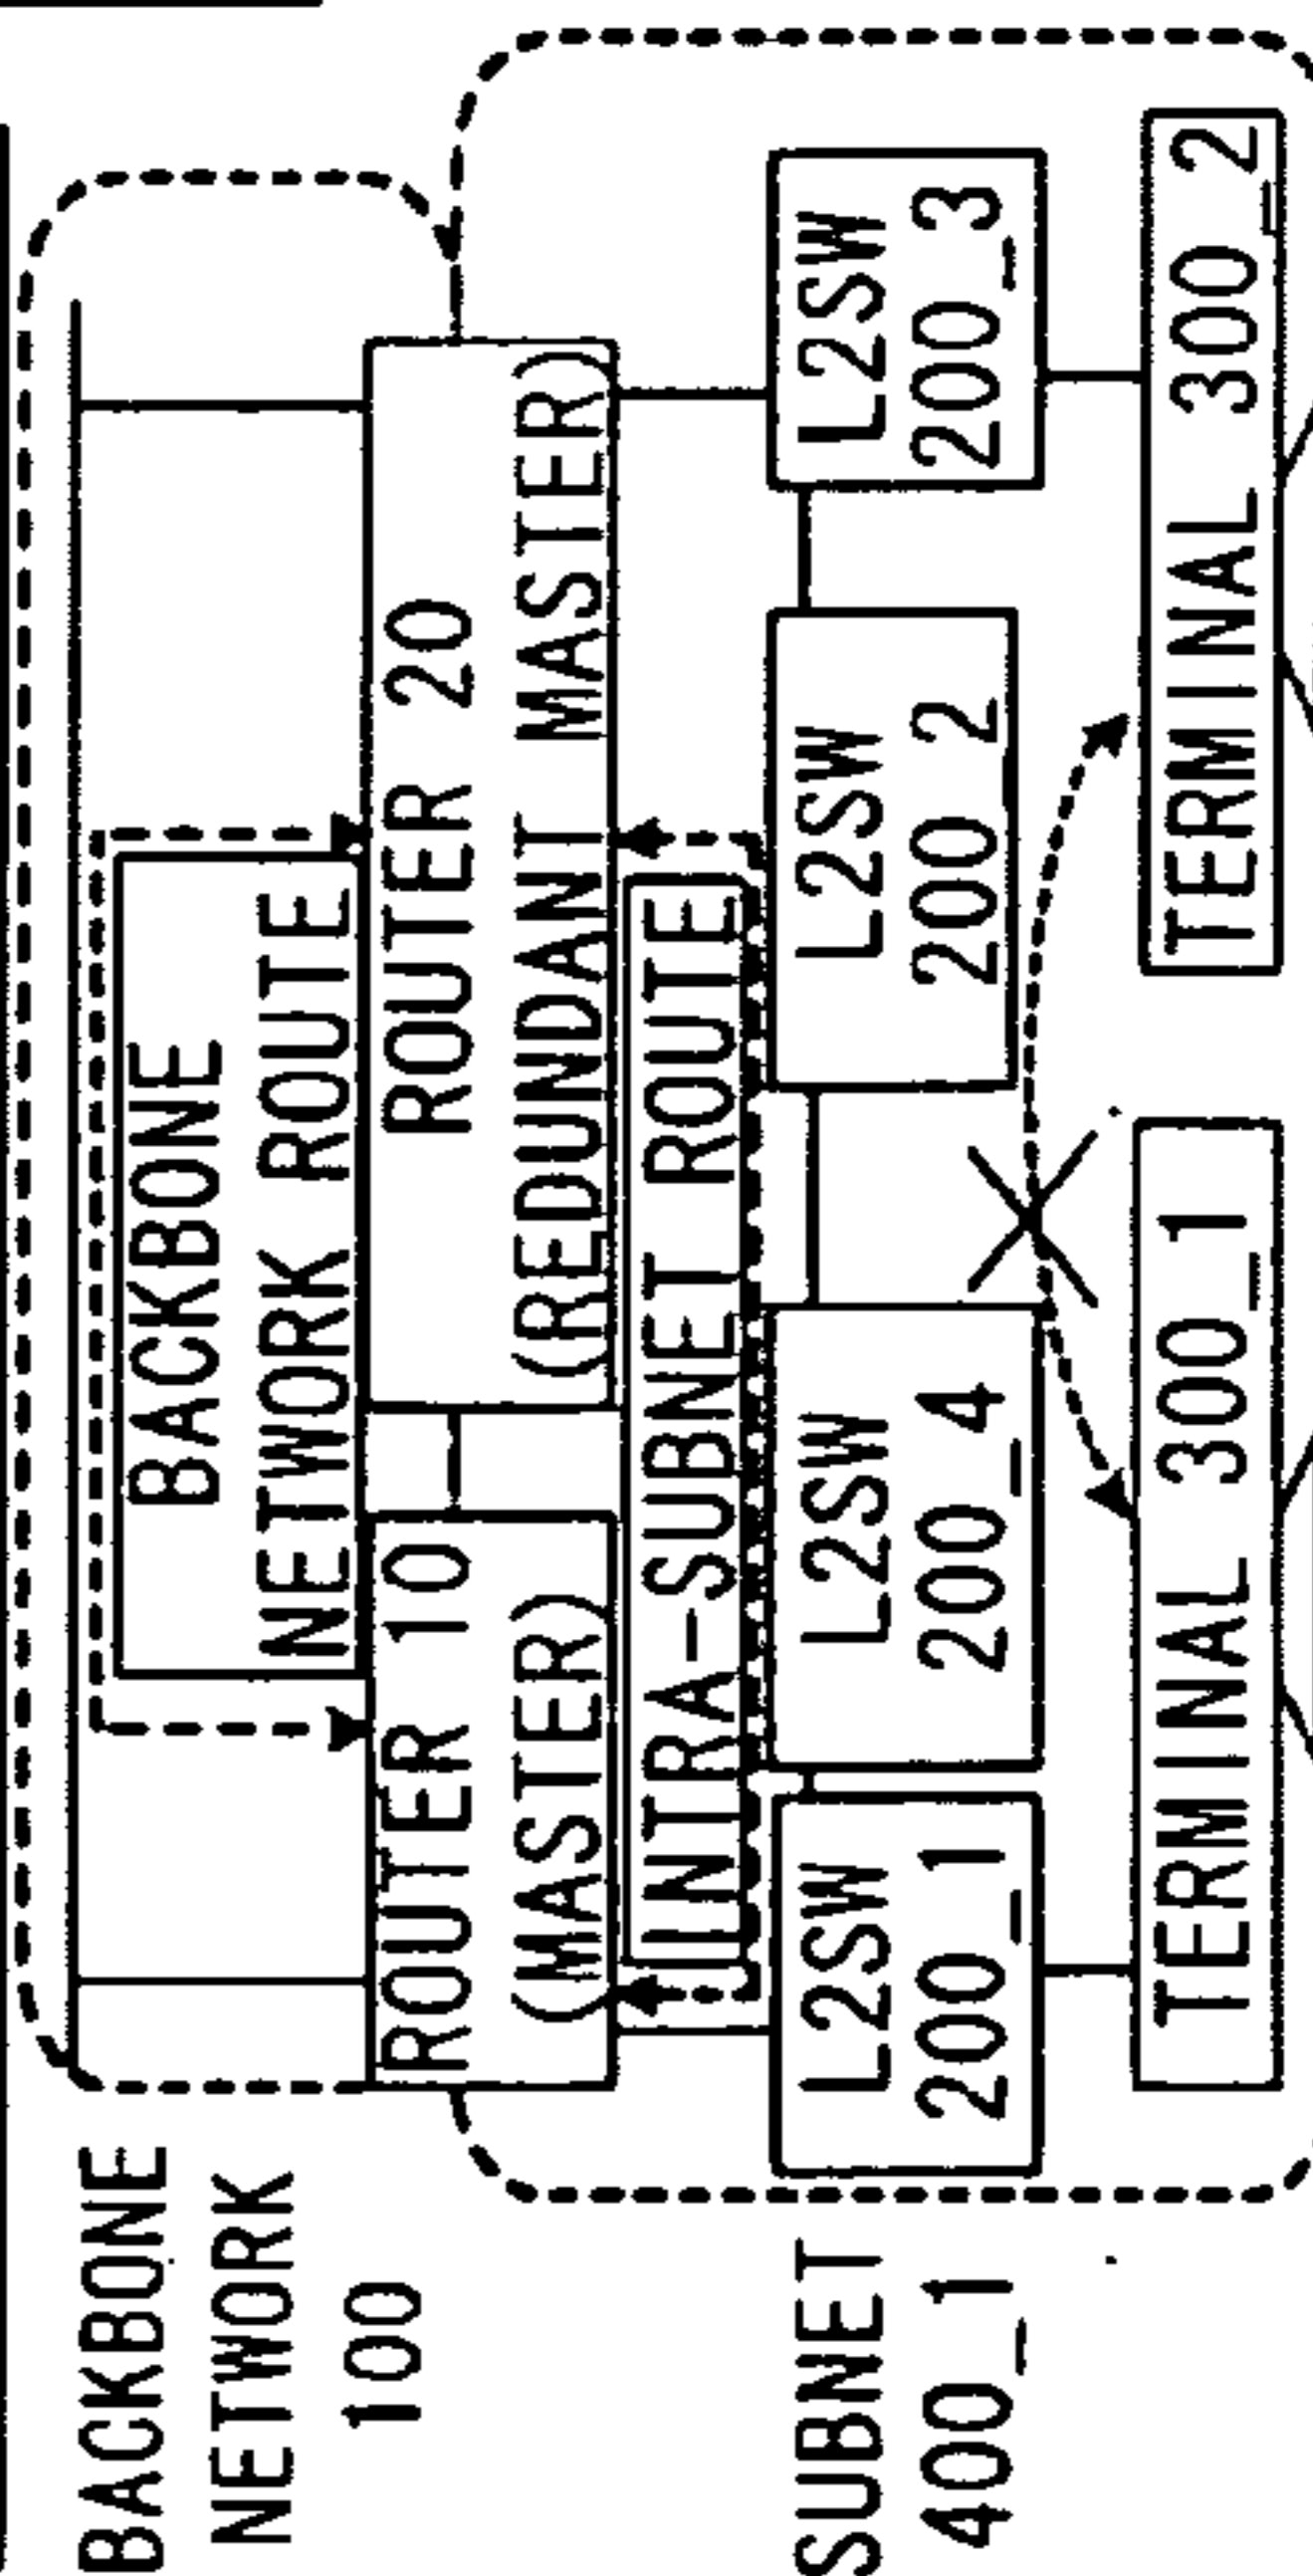 BACKBONE
NETWORK
100
BACKBONE
NETWORK ROUTE
ROUTER 10
(MASTER)
ROUTER 20
(REDUNDANT MASTER)
INTRA-SUBNET ROUTE
SUBNET
400_1
L2SW
200_1
L2SW
200_4
L2SW
200_2
L2SW
200_3
TERMINAL 300_1
TERMINAL 300_2